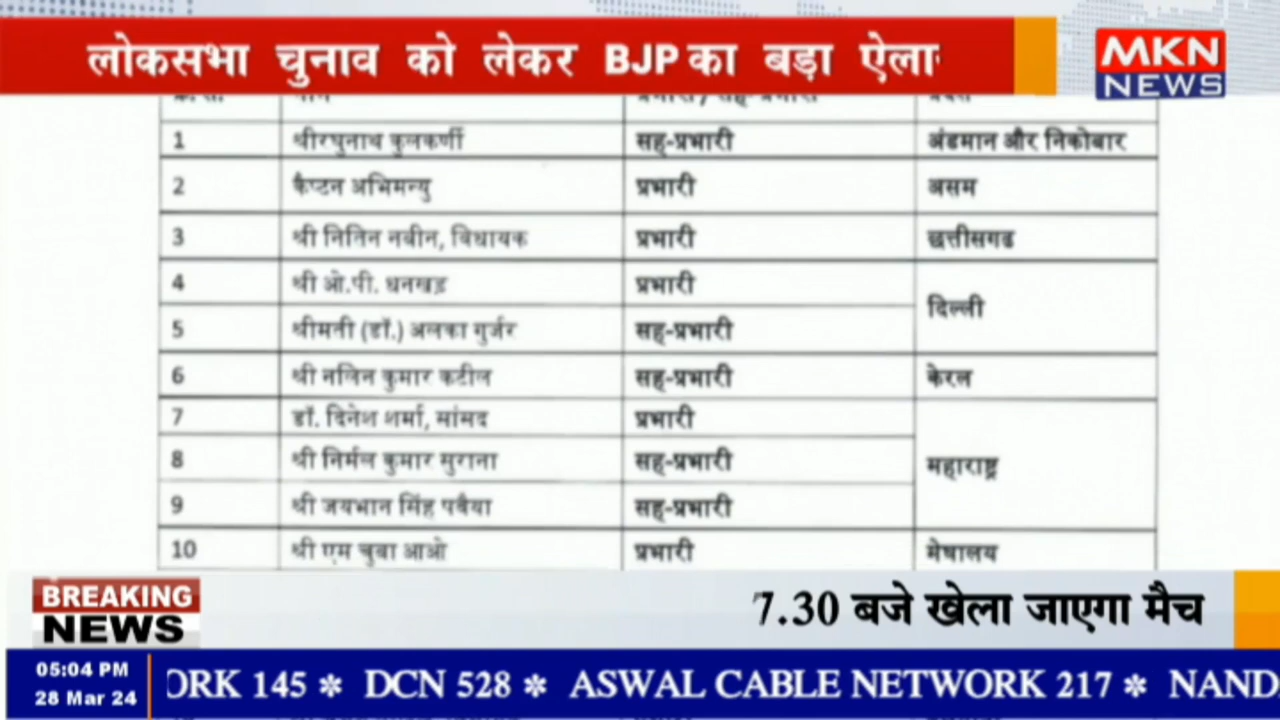 लोकसभा चुनाव को लेकर BJP का बड़ा ऐला
MKN
NEWS
1 श्री रघुनाथ कुलकर्णी सह-प्रभारी अंडमान और निकोबार
2 कैप्टन अभिमन्यु प्रभारी असम
3 श्री नितिन नबीन, विधायक प्रभारी छत्तीसगढ
4 श्री ओ.पी. धनखड़ प्रभारी दिल्ली
5 श्रीमती (डॉ.) अलका गुर्जर सह-प्रभारी
6 श्री नलिन कुमार कटील सह-प्रभारी केरल
7 डॉ. दिनेश शर्मा, सांसद प्रभारी महाराष्ट्र
8 श्री निर्मल कुमार सुराना सह-प्रभारी
9 श्री जयभान सिंह पवैया सह-प्रभारी
10 श्री एम चुबा आओ प्रभारी मेघालय
BREAKING
NEWS
7.30 बजे खेला जाएगा मैच
05:04 PM
28 Mar 24
ORK 145 * DCN 528 * ASWAL CABLE NETWORK 217 * NAND